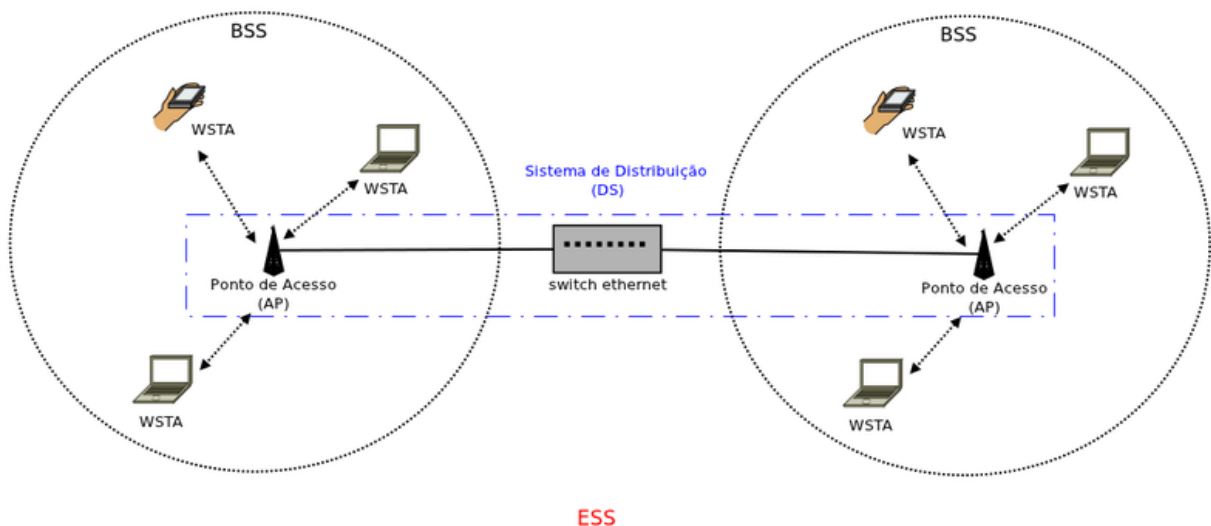 BSS
BSS
WSTA
WSTA
WSTA
WSTA
Sistema de Distribuição
(DS)
Ponto de Acesso
(AP)
switch ethernet
Ponto de Acesso
(AP)
WSTA
WSTA
ESS